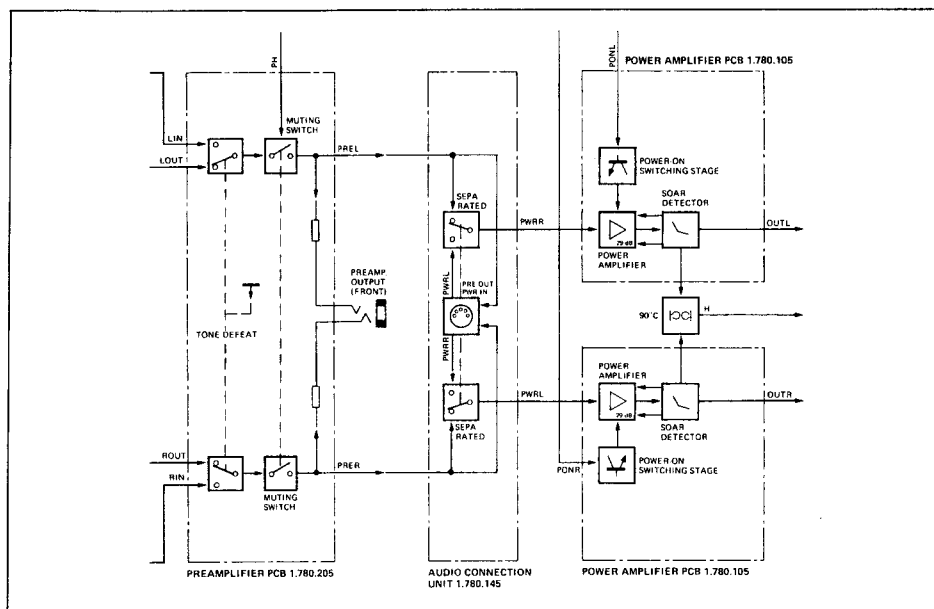 POWER AMPLIFIER PCB 1.780.105
PH
PONL
MUTING
SWITCH
LIN
LOUT
PREL
POWER-ON
SWITCHING STAGE
SEPA
RATED
SOAR
DETECTOR
PWRR
OUTL
79 dB
POWER
AMPLIFIER
PREAMP
OUTPUT
(FRONT)
PWRL
PRE OUT
PWR IN
90°C
H
TONE DEFEAT
PWRR
POWER
AMPLIFIER
PWRL
OUTR
79 dB
SEPA
RATED
SOAR
DETECTOR
ROUT
RIN
PRER
PONR
POWER-ON
SWITCHING STAGE
MUTING
SWITCH
PREAMPLIFIER PCB 1.780.205
AUDIO CONNECTION
UNIT 1.780.145
POWER AMPLIFIER PCB 1.780.105